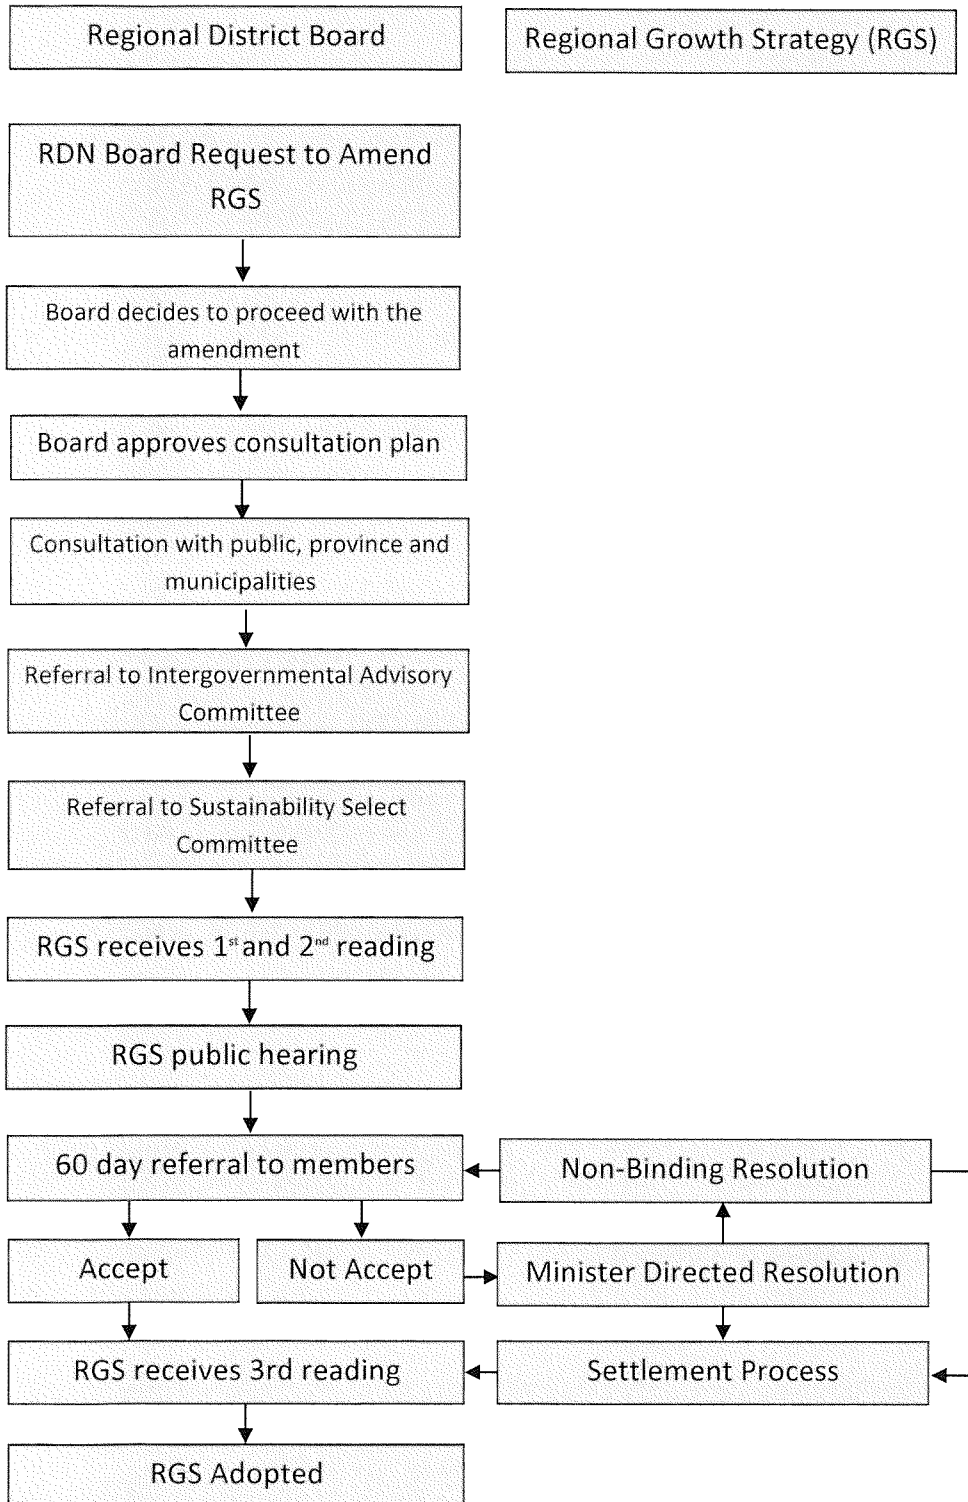 Regional District Board
Regional Growth Strategy (RGS)
RDN Board Request to Amend
RGS
Board decides to proceed with the
amendment
Board approves consultation plan
Consultation with public, province and
municipalities
Referral to Intergovernmental Advisory
Committee
Referral to Sustainability Select
Committee
RGS receives 1st and 2nd reading
RGS public hearing
60 day referral to members
Non-Binding Resolution
Accept
Not Accept
Minister Directed Resolution
RGS receives 3rd reading
Settlement Process
RGS Adopted